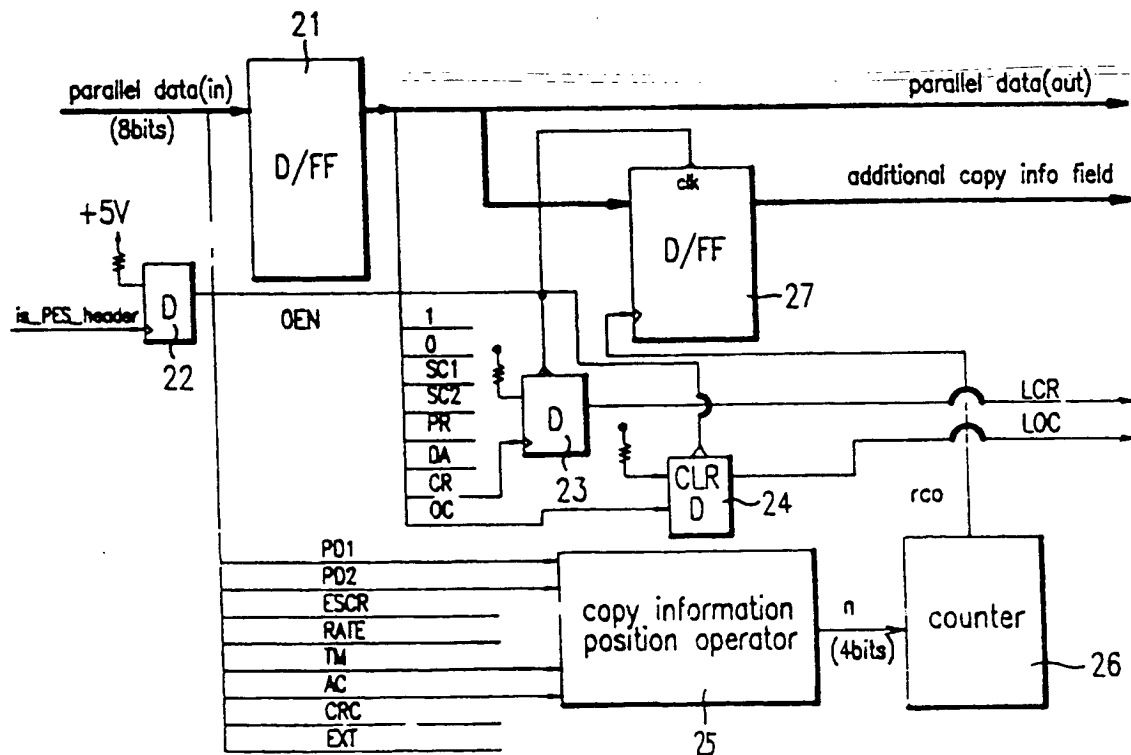 21
parallel data(in)
(8bits)
D/FF
parallel data(out)
clk
D/FF
27
additional copy info field
+5V
is_PES_header
D
22
OEN
1
0
SC1
SC2
PR
DA
CR
OC
D
23
CLR
D
24
LCR
LOC
rco
PD1
PD2
ESCR
RATE
TM
AC
CRC
EXT
copy information
position operator
25
n
(4bits)
counter
26